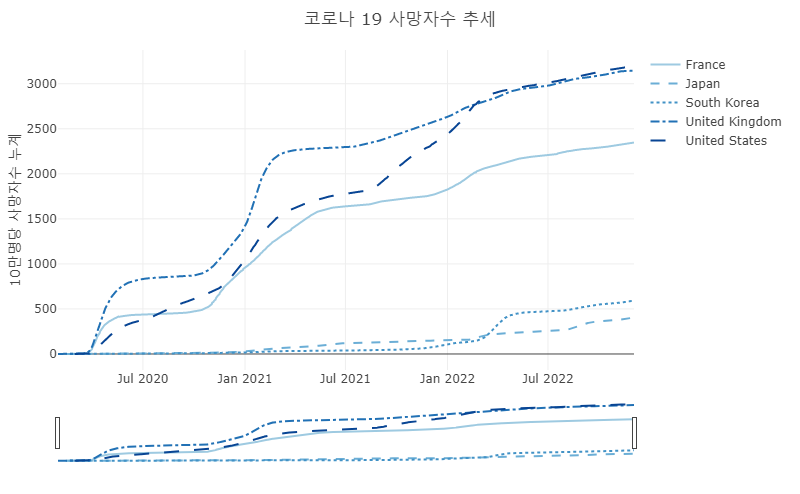 코로나 19 사망자수 추세
10만명당 사망자수 누계
3000
2500
2000
1500
1000
500
0
Jul 2020
Jan 2021
Jul 2021
Jan 2022
Jul 2022
France
Japan
South Korea
United Kingdom
United States